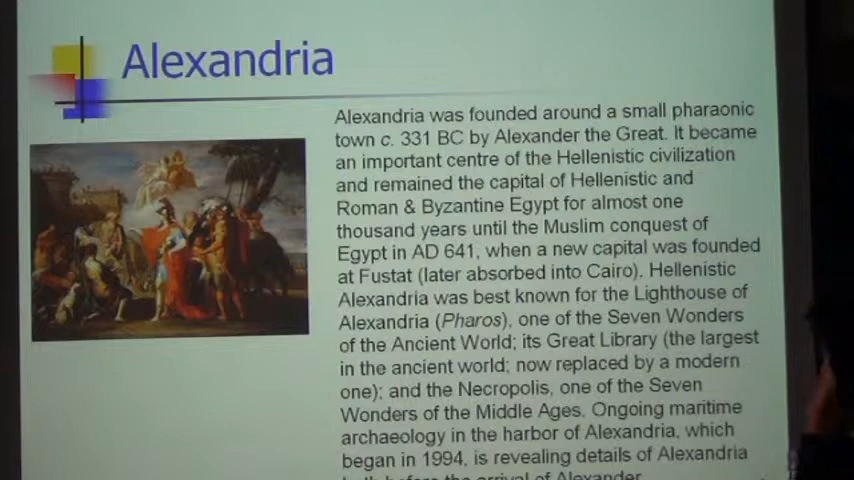 Alexandria
Alexandria was founded around a small pharaonic
town c. 331 BC by Alexander the Great. It became
an important centre of the Hellenistic civilization
and remained the capital of Hellenistic and
Roman & Byzantine Egypt for almost one
thousand years until the Muslim conquest of
Egypt in AD 641, when a new capital was founded
at Fustat (later absorbed into Cairo). Hellenistic
Alexandria was best known for the Lighthouse of
Alexandria (Pharos), one of the Seven Wonders
of the Ancient World; its Great Library (the largest
in the ancient world; now replaced by a modern
one); and the Necropolis, one of the Seven
Wonders of the Middle Ages. Ongoing maritime
archaeology in the harbor of Alexandria, which
began in 1994, is revealing details of Alexandria
both before the arrival of Alexander